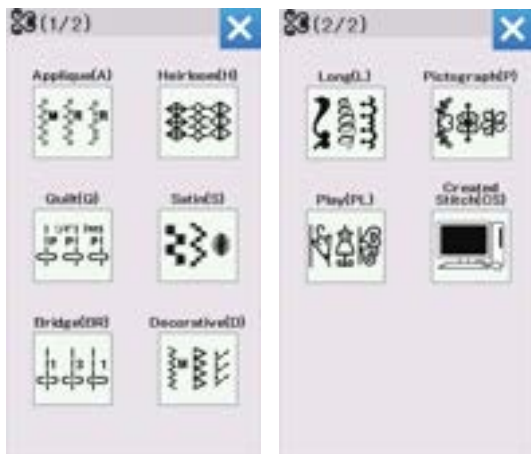 (1/2)
Applique(A)
Heirloom(H)
Quilt(Q)
Satin(S)
Bridge(BR)
Decorative(D)
(2/2)
Long(L)
Pictograph(P)
Play(PL)
Created
Stitch(CS)